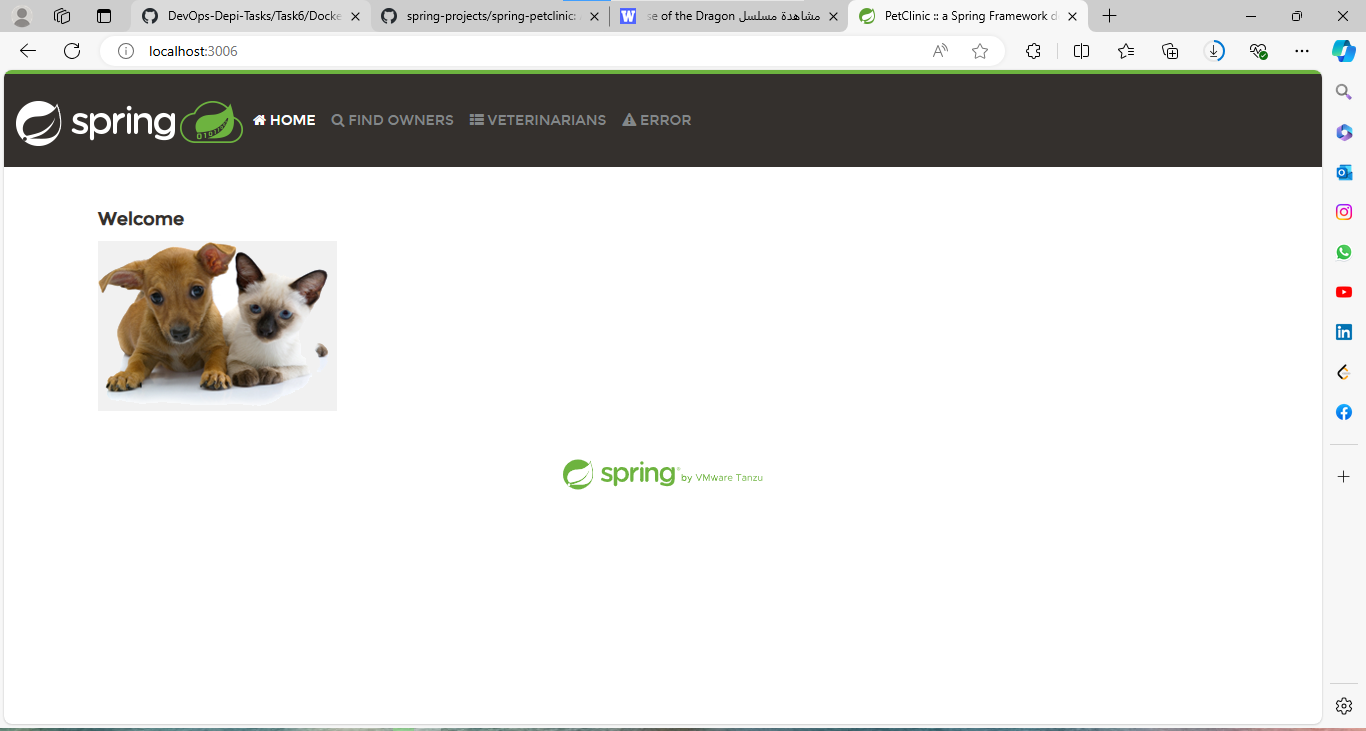 DevOps-Depi-Tasks/Task6/Docke
spring-projects/spring-petclinic:
se of the Dragon مشاهدة مسلسل
PetClinic :: a Spring Framework d
localhost:3006
spring
HOME
FIND OWNERS
VETERINARIANS
ERROR
Welcome
spring by VMware Tanzu